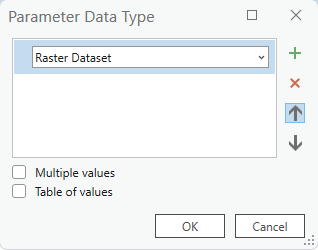 Parameter Data Type
Raster Dataset
Multiple values
Table of values
OK
Cancel